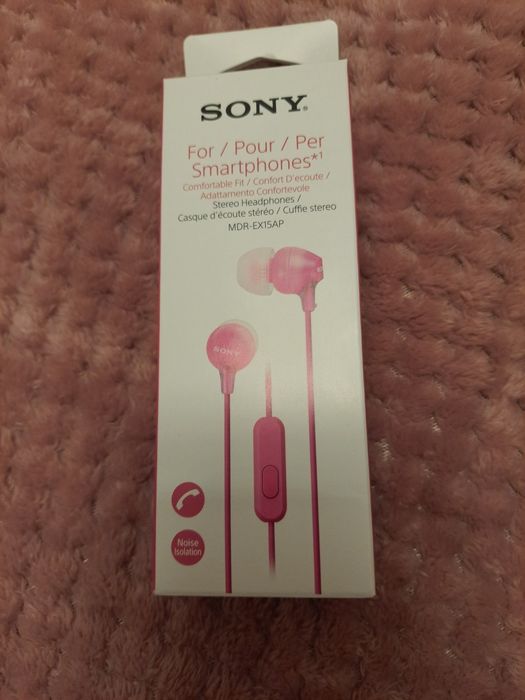 SONY®
For / Pour / Per
Smartphones*1
Comfortable Fit / Confort D'ecoute /
Adattamento Confortevole
Stereo Headphones /
Casque d'écoute stéréo / Cuffie stereo
MDR-EX15AP
SONY
Noise
Isolation